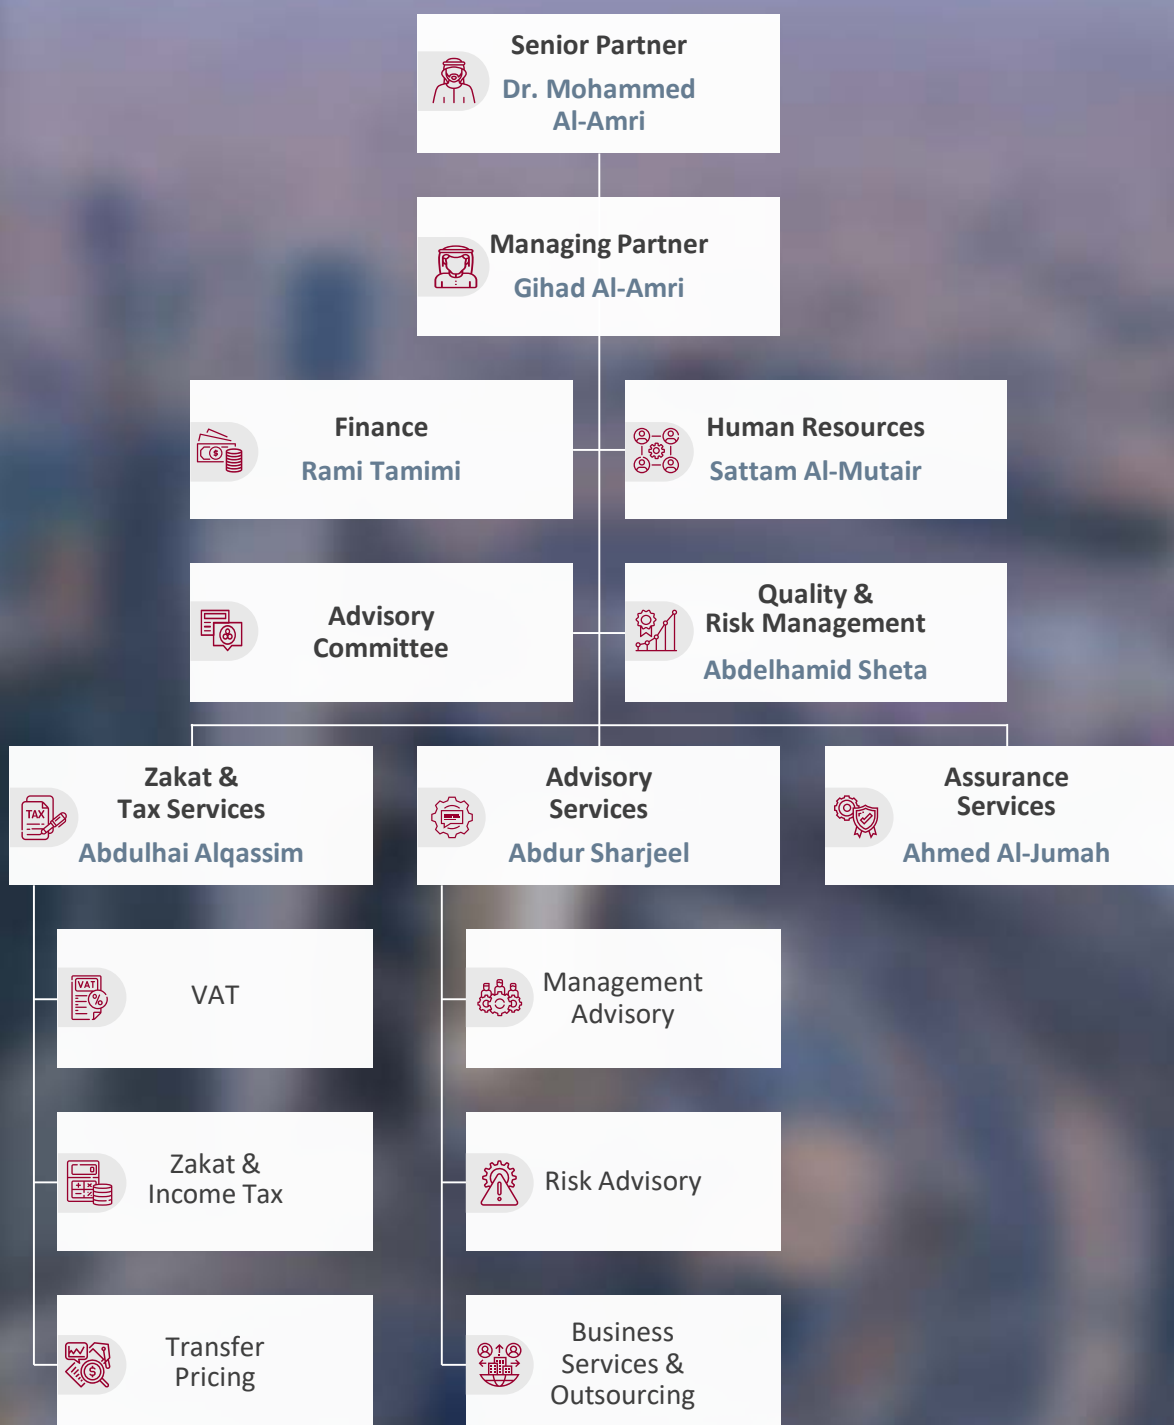 Senior Partner
Dr. Mohammed
Al-Amri
Managing Partner
Gihad Al-Amri
Finance
Rami Tamimi
Human Resources
Sattam Al-Mutair
Advisory
Committee
Quality &
Risk Management
Abdelhamid Sheta
Zakat &
Tax Services
Abdulhai Alqassim
Advisory
Services
Abdur Sharjeel
Assurance
Services
Ahmed Al-Jumah
TAX
VAT
VAT
Zakat &
Income Tax
Transfer
Pricing
Management
Advisory
Risk Advisory
Business
Services &
Outsourcing